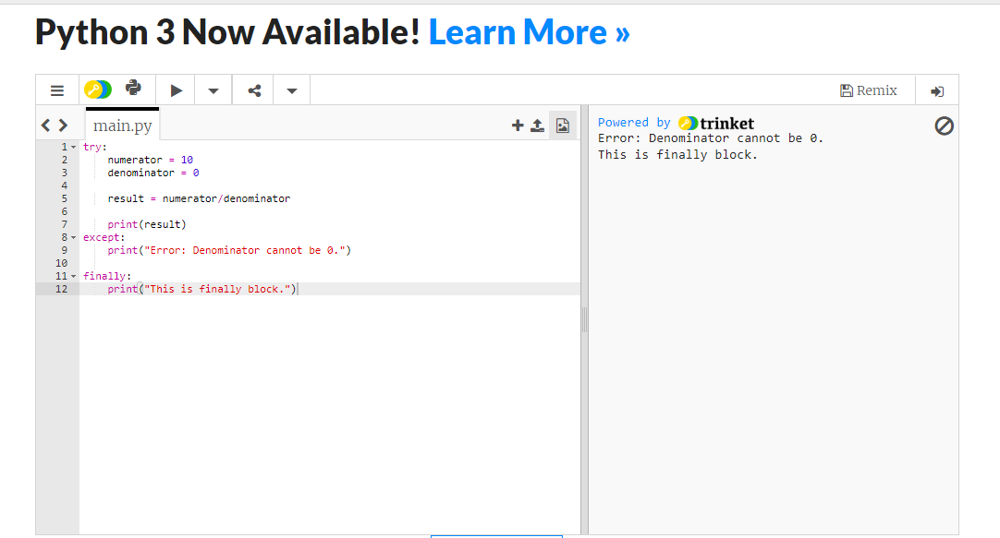 Python 3 Now Available! Learn More »
Remix
main.py
Powered by trinket
Error: Denominator cannot be 0.
This is finally block.
1 try:
2     numerator = 10
3     denominator = 0
4
5     result = numerator/denominator
6
7     print(result)
8 except:
9     print("Error: Denominator cannot be 0.")
10
11 finally:
12     print("This is finally block.")